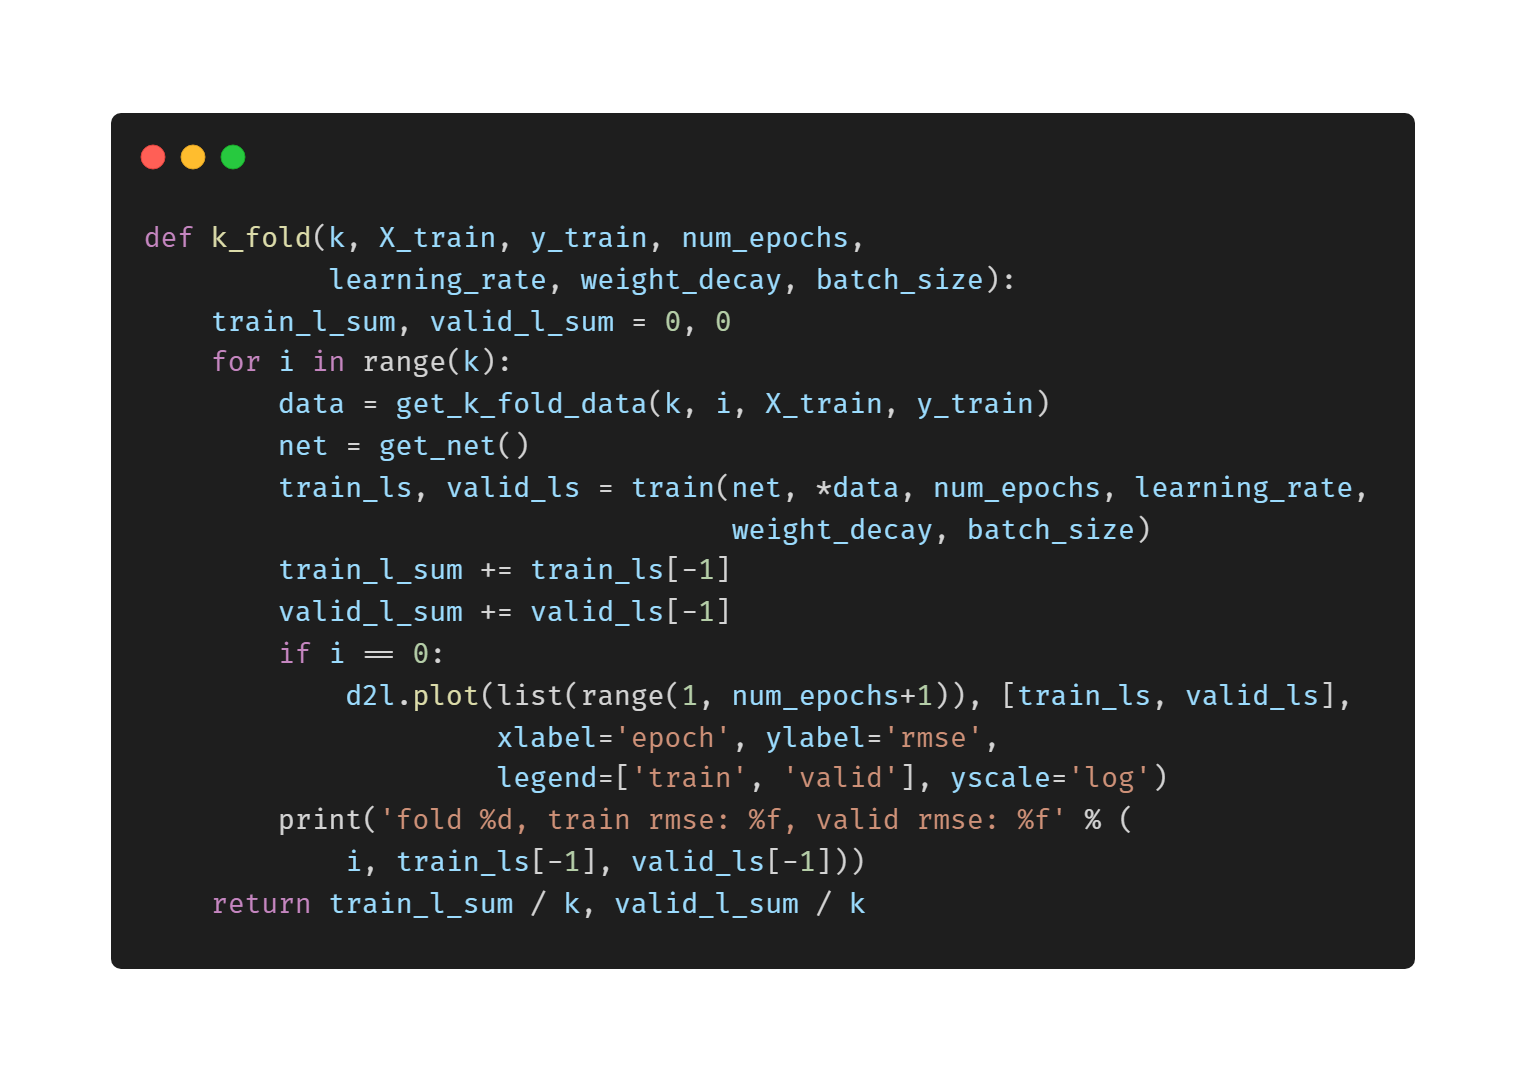 def k_fold(k, X_train, y_train, num_epochs,
           learning_rate, weight_decay, batch_size):
    train_l_sum, valid_l_sum = 0, 0
    for i in range(k):
        data = get_k_fold_data(k, i, X_train, y_train)
        net = get_net()
        train_ls, valid_ls = train(net, *data, num_epochs, learning_rate,
                                   weight_decay, batch_size)
        train_l_sum += train_ls[-1]
        valid_l_sum += valid_ls[-1]
        if i == 0:
            d2l.plot(list(range(1, num_epochs+1)), [train_ls, valid_ls],
                     xlabel='epoch', ylabel='rmse',
                     legend=['train', 'valid'], yscale='log')
        print('fold %d, train rmse: %f, valid rmse: %f' % (
            i, train_ls[-1], valid_ls[-1]))
    return train_l_sum / k, valid_l_sum / k